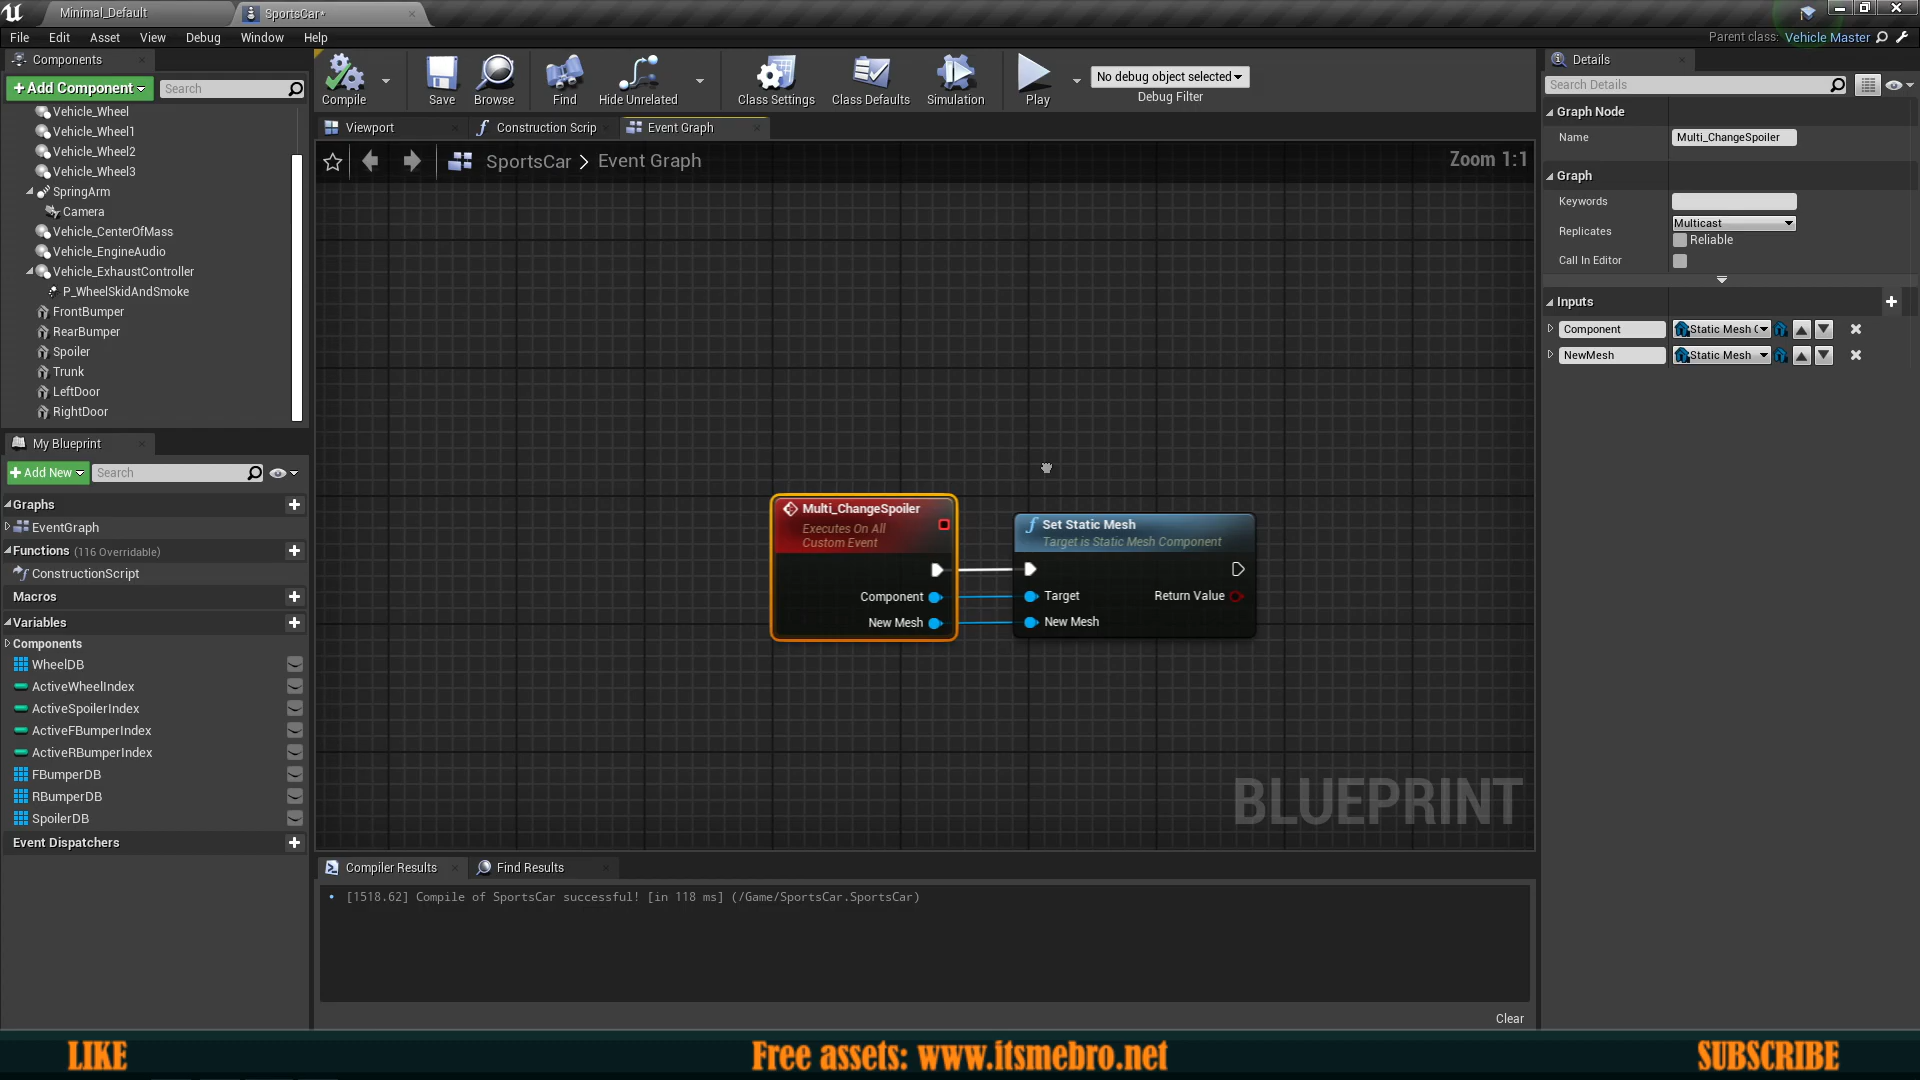 Minimal_Default
SportsCar*
File Edit Asset View Debug Window Help
Parent class: Vehicle Master
Components
+Add Component
Search
Vehicle_Wheel
Vehicle_Wheel1
Vehicle_Wheel2
Vehicle_Wheel3
SpringArm
Camera
Vehicle_CenterOfMass
Vehicle_EngineAudio
Vehicle_ExhaustController
P_WheelSkidAndSmoke
FrontBumper
RearBumper
Spoiler
Trunk
LeftDoor
RightDoor
My Blueprint
+Add New
Search
Graphs
EventGraph
Functions (116 Overridable)
ConstructionScript
Macros
Variables
Components
WheelDB
ActiveWheelIndex
ActiveSpoilerIndex
ActiveFBumperIndex
ActiveRBumperIndex
FBumperDB
RBumperDB
SpoilerDB
Event Dispatchers
Compile
Save
Browse
Find
Hide Unrelated
Class Settings
Class Defaults
Simulation
Play
No debug object selected
Debug Filter
Viewport
Construction Scrip
Event Graph
SportsCar > Event Graph
Zoom 1:1
Multi_ChangeSpoiler
Executes On All
Custom Event
Component
New Mesh
Set Static Mesh
Target is Static Mesh Component
Target
Return Value
New Mesh
BLUEPRINT
Compiler Results
Find Results
[1518.62] Compile of SportsCar successful! [in 118 ms] (/Game/SportsCar.SportsCar)
Clear
Details
Search Details
Graph Node
Name
Multi_ChangeSpoiler
Graph
Keywords
Replicates
Multicast
Reliable
Call In Editor
Inputs
Component
Static Mesh C
NewMesh
Static Mesh
LIKE
Free assets: www.itsmebro.net
SUBSCRIBE